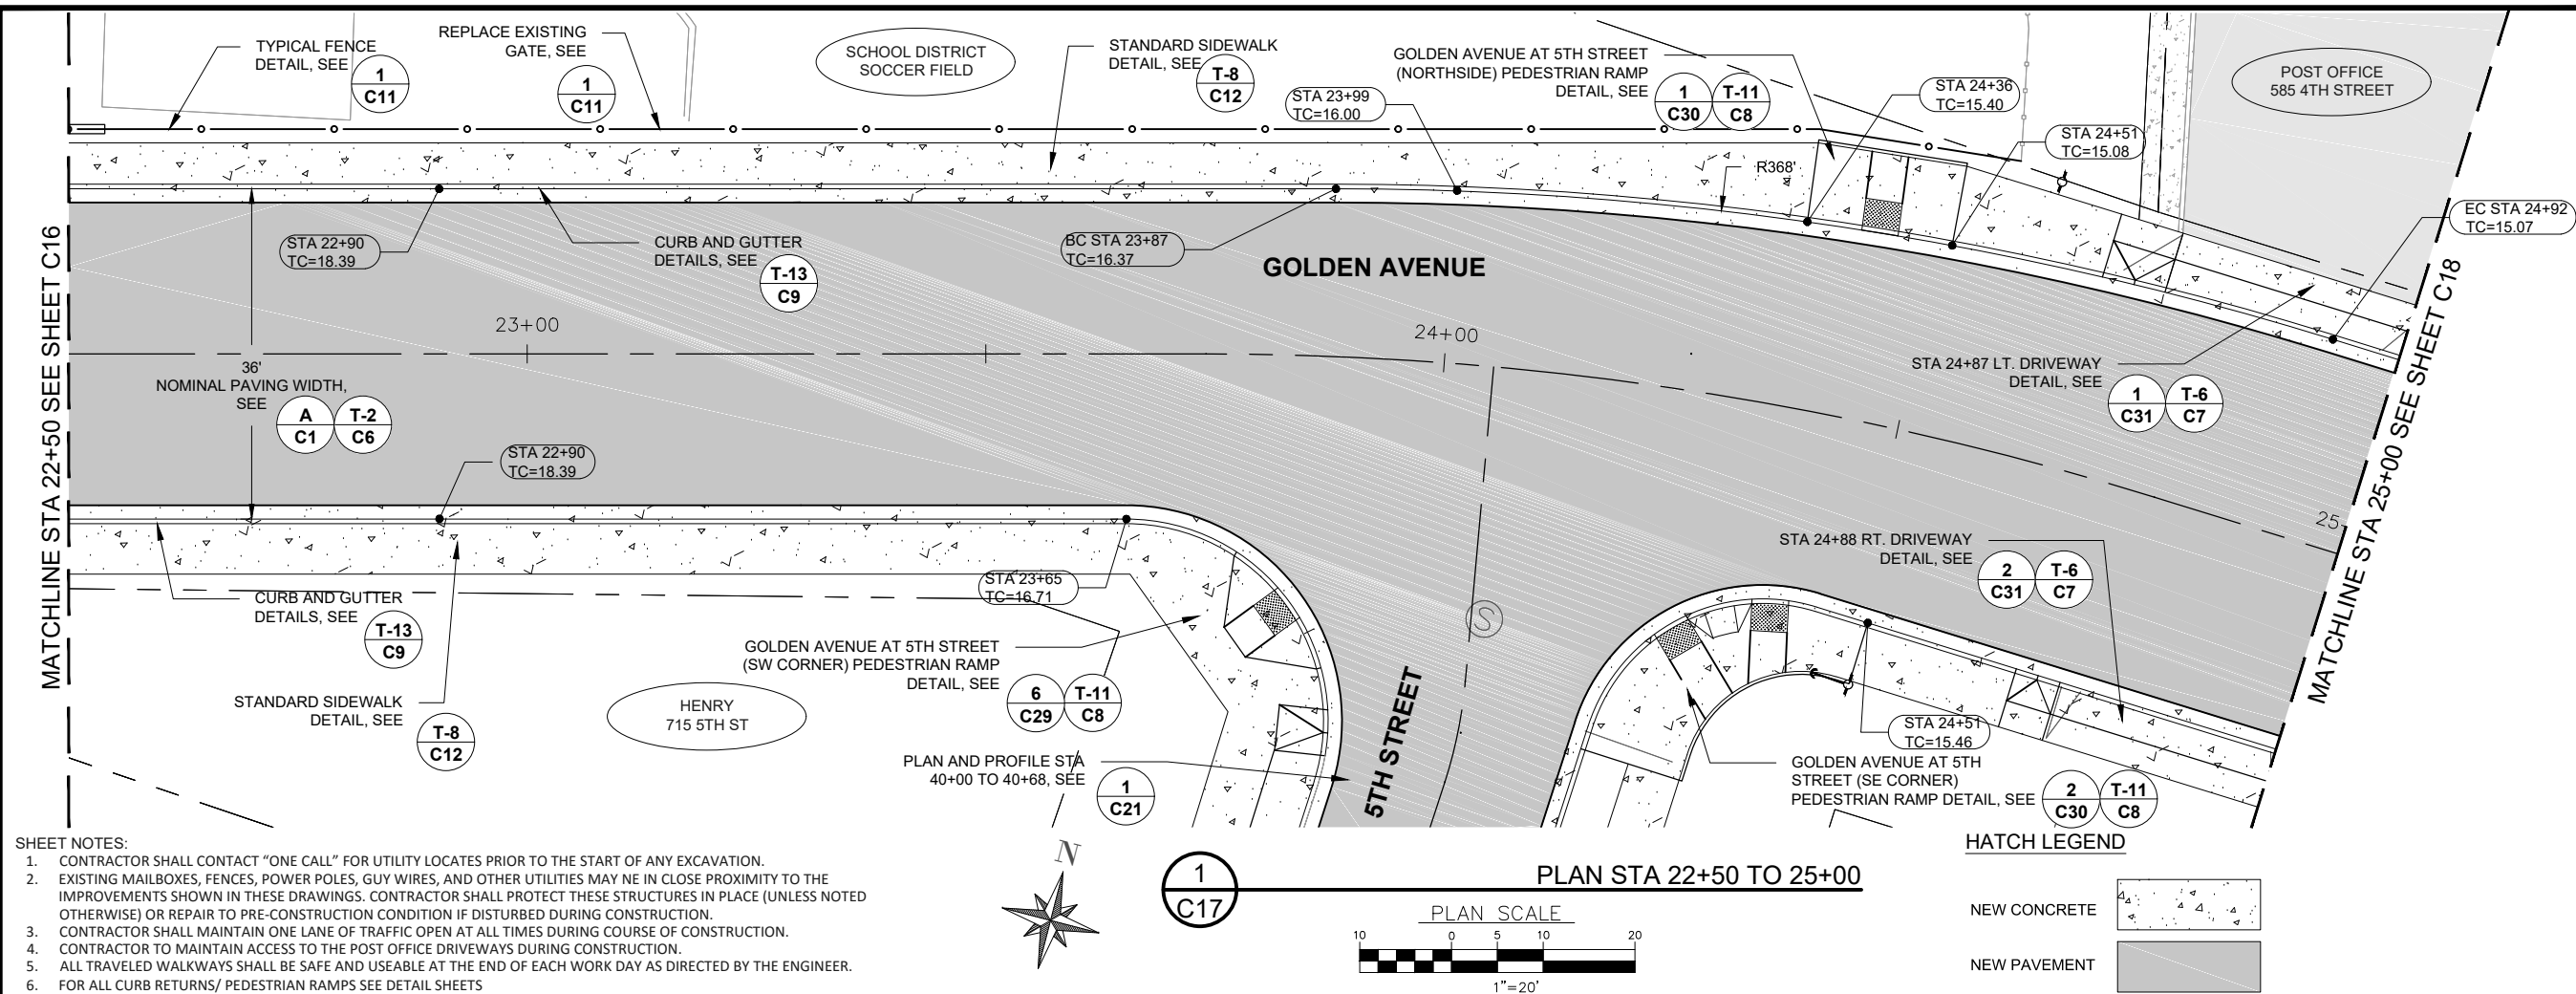 TYPICAL FENCE
DETAIL, SEE
1
C11
REPLACE EXISTING
GATE, SEE
1
C11
SCHOOL DISTRICT
SOCCER FIELD
STANDARD SIDEWALK
DETAIL, SEE
T-8
C12
STA 23+99
TC=16.00
GOLDEN AVENUE AT 5TH STREET
(NORTHSIDE) PEDESTRIAN RAMP
DETAIL, SEE
1
C30
T-11
C8
STA 24+36
TC=15.40
STA 24+51
TC=15.08
POST OFFICE
585 4TH STREET
R368'
EC STA 24+92
TC=15.07
MATCHLINE STA 22+50 SEE SHEET C16
STA 22+90
TC=18.39
CURB AND GUTTER
DETAILS, SEE
T-13
C9
BC STA 23+87
TC=16.37
GOLDEN AVENUE
23+00
24+00
36'
NOMINAL PAVING WIDTH,
SEE
A
C1
T-2
C6
STA 24+87 LT. DRIVEWAY
DETAIL, SEE
1
C31
T-6
C7
MATCHLINE STA 25+00 SEE SHEET C18
STA 22+90
TC=18.39
25
STA 24+88 RT. DRIVEWAY
DETAIL, SEE
2
C31
T-6
C7
STA 23+65
TC=16.71
CURB AND GUTTER
DETAILS, SEE
T-13
C9
S
GOLDEN AVENUE AT 5TH STREET
(SW CORNER) PEDESTRIAN RAMP
DETAIL, SEE
6
C29
T-11
C8
STANDARD SIDEWALK
DETAIL, SEE
T-8
C12
HENRY
715 5TH ST
5TH STREET
STA 24+51
TC=15.46
PLAN AND PROFILE STA
40+00 TO 40+68, SEE
1
C21
GOLDEN AVENUE AT 5TH
STREET (SE CORNER)
PEDESTRIAN RAMP DETAIL, SEE
2
C30
T-11
C8
SHEET NOTES:
1. CONTRACTOR SHALL CONTACT “ONE CALL” FOR UTILITY LOCATES PRIOR TO THE START OF ANY EXCAVATION.
2. EXISTING MAILBOXES, FENCES, POWER POLES, GUY WIRES, AND OTHER UTILITIES MAY NE IN CLOSE PROXIMITY TO THE
IMPROVEMENTS SHOWN IN THESE DRAWINGS. CONTRACTOR SHALL PROTECT THESE STRUCTURES IN PLACE (UNLESS NOTED
OTHERWISE) OR REPAIR TO PRE-CONSTRUCTION CONDITION IF DISTURBED DURING CONSTRUCTION.
3. CONTRACTOR SHALL MAINTAIN ONE LANE OF TRAFFIC OPEN AT ALL TIMES DURING COURSE OF CONSTRUCTION.
4. CONTRACTOR TO MAINTAIN ACCESS TO THE POST OFFICE DRIVEWAYS DURING CONSTRUCTION.
5. ALL TRAVELED WALKWAYS SHALL BE SAFE AND USEABLE AT THE END OF EACH WORK DAY AS DIRECTED BY THE ENGINEER.
6. FOR ALL CURB RETURNS/ PEDESTRIAN RAMPS SEE DETAIL SHEETS
N
1
C17
PLAN STA 22+50 TO 25+00
PLAN SCALE
10 0 5 10 20
1"=20'
HATCH LEGEND
NEW CONCRETE
NEW PAVEMENT